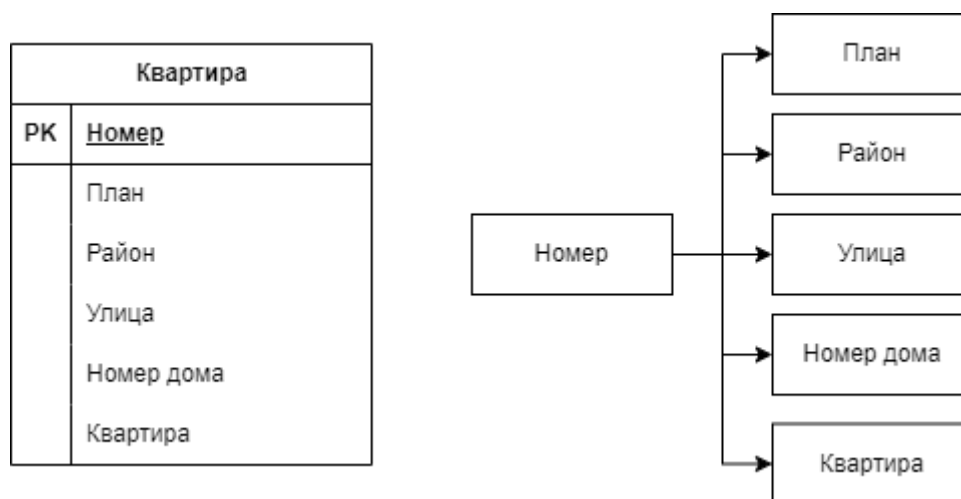 Квартира
PK Номер
План
Район
Улица
Номер дома
Квартира
Номер
План
Район
Улица
Номер дома
Квартира